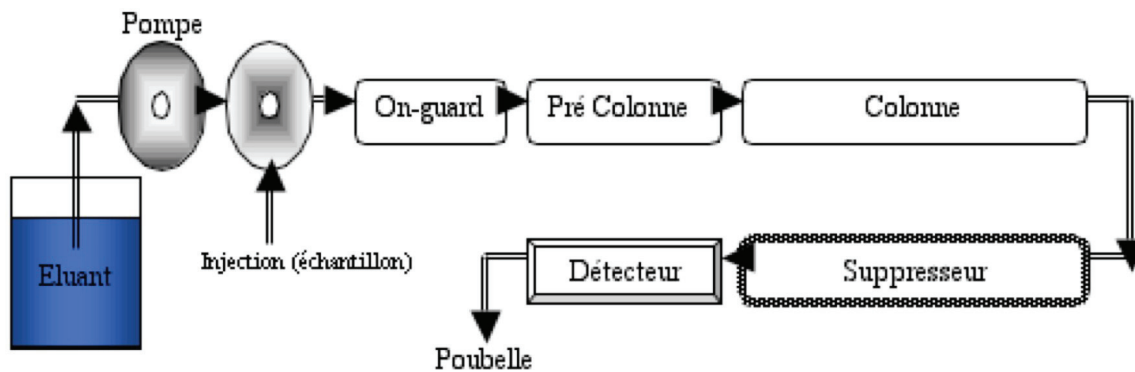 Pompe
On-guard
Pré Colonne
Colonne
Injection (échantillon)
Eluant
Détecteur
Suppresseur
Poubelle